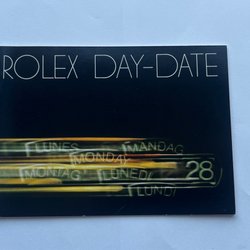 ROLEX DAY-DATE
LUNES MANDAG
MONDAY
MONTAG LUNEDI 28
LUNDI